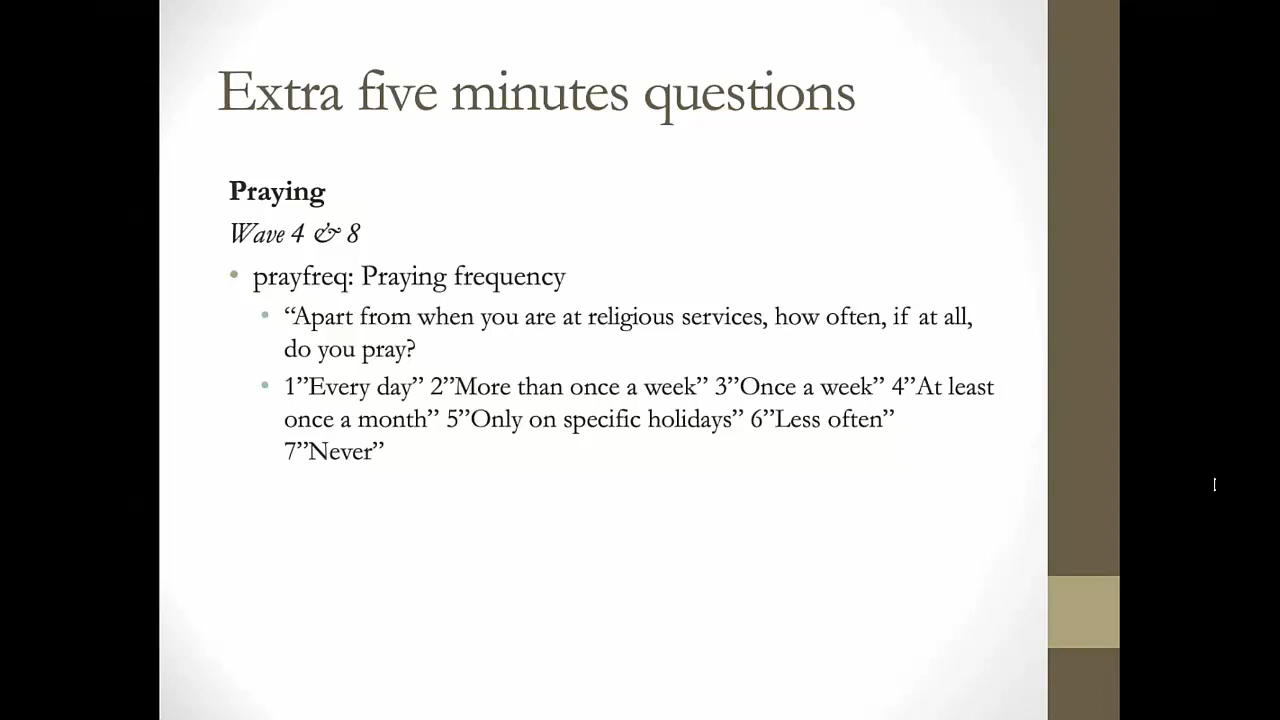 Extra five minutes questions
Praying
Wave 4 & 8
• prayfreq: Praying frequency
• “Apart from when you are at religious services, how often, if at all,
do you pray?
• 1”Every day” 2”More than once a week” 3”Once a week” 4”At least
once a month” 5”Only on specific holidays” 6”Less often”
7”Never”